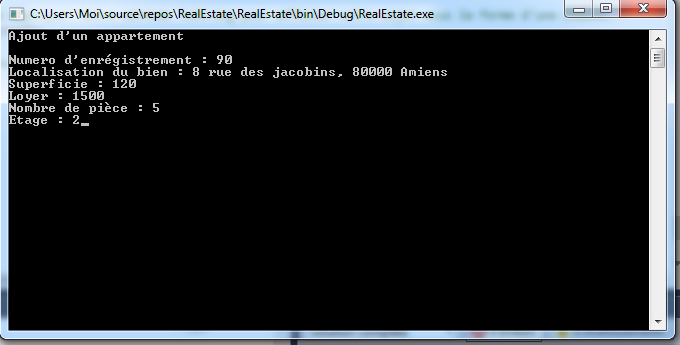 C:\Users\Moi\source\repos\RealEstate\RealEstate\bin\Debug\RealEstate.exe
Ajout d'un appartement
Numero d'enrégistrement : 90
Localisation du bien : 8 rue des jacobins, 80000 Amiens
Superficie : 120
Loyer : 1500
Nombre de pièce : 5
Etage : 2